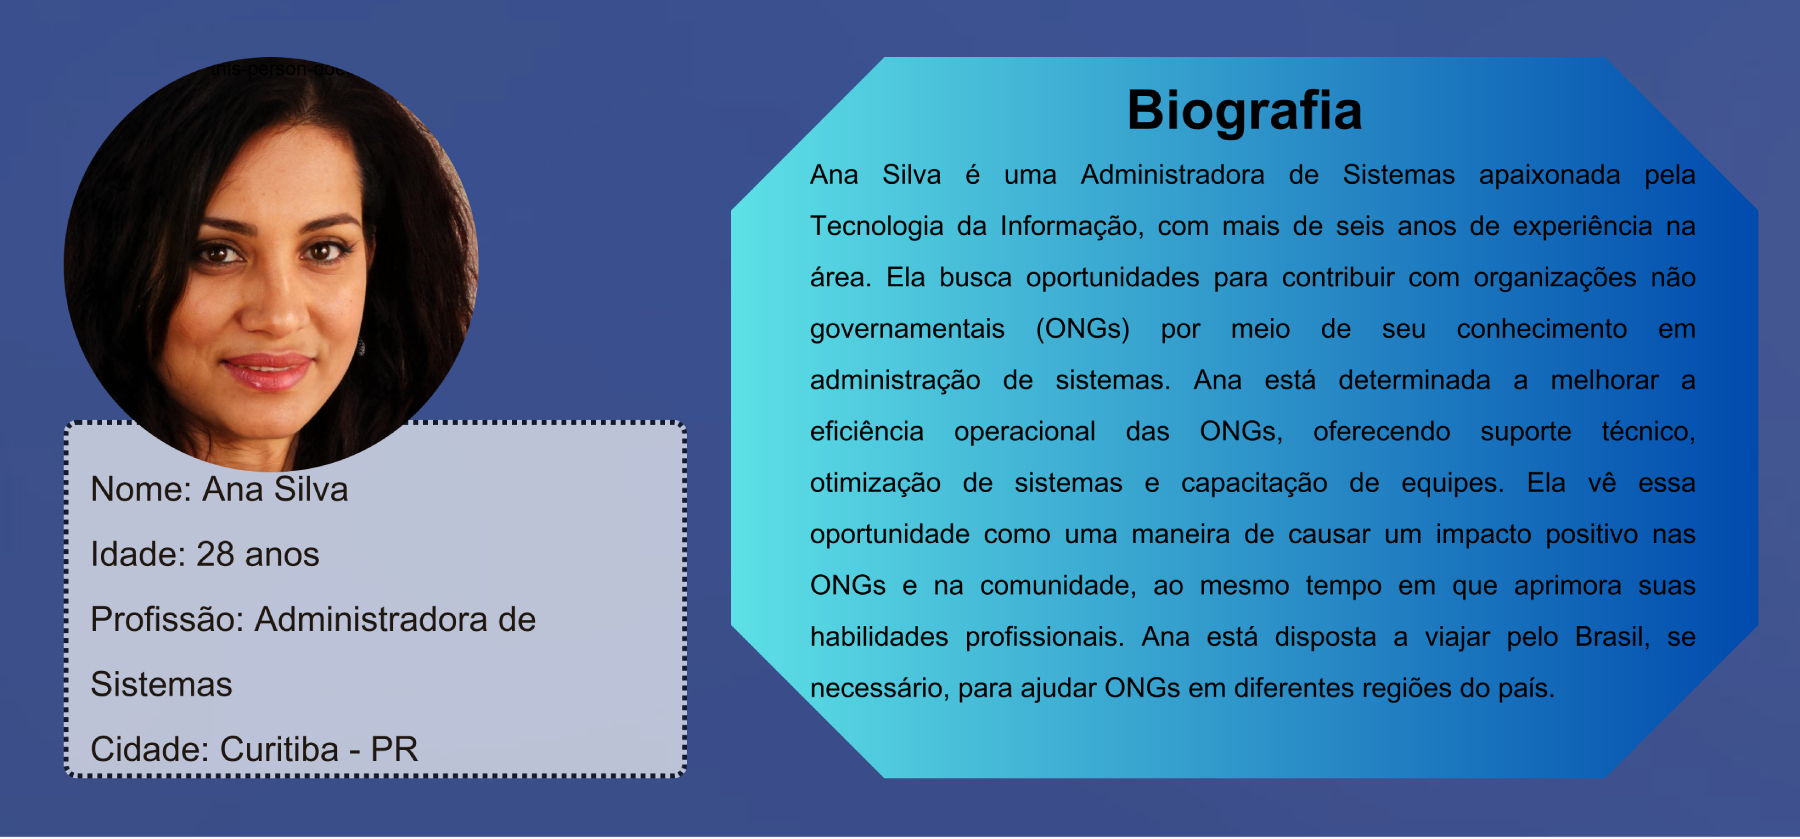 this-person-does
Nome: Ana Silva
Idade: 28 anos
Profissão: Administradora de
Sistemas
Cidade: Curitiba - PR
Biografia
Ana Silva é uma Administradora de Sistemas apaixonada pela
Tecnologia da Informação, com mais de seis anos de experiência na
área. Ela busca oportunidades para contribuir com organizações não
governamentais (ONGs) por meio de seu conhecimento em
administração de sistemas. Ana está determinada a melhorar a
eficiência operacional das ONGs, oferecendo suporte técnico,
otimização de sistemas e capacitação de equipes. Ela vê essa
oportunidade como uma maneira de causar um impacto positivo nas
ONGs e na comunidade, ao mesmo tempo em que aprimora suas
habilidades profissionais. Ana está disposta a viajar pelo Brasil, se
necessário, para ajudar ONGs em diferentes regiões do país.